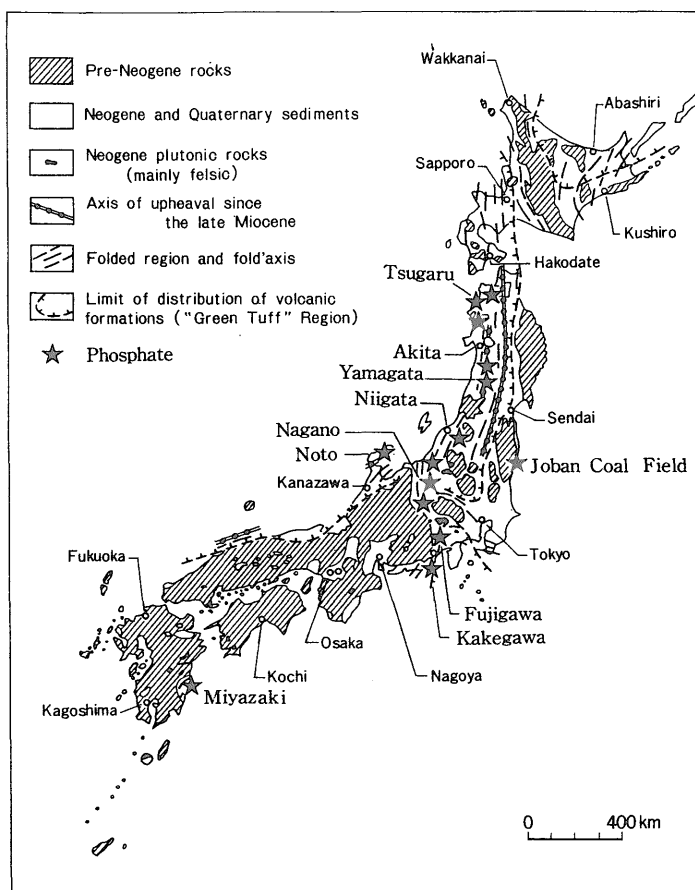 Pre-Neogene rocks
Neogene and Quaternary sediments
Neogene plutonic rocks
(mainly felsic)
Axis of upheaval since
the late Miocene
Folded region and fold'axis
Limit of distribution of volcanic
formations ("Green Tuff" Region)
Phosphate
Wakkanai
Abashiri
Sapporo
Kushiro
Hakodate
Tsugaru
Akita
Yamagata
Niigata
Sendai
Nagano
Noto
Joban Coal Field
Kanazawa
Tokyo
Fukuoka
Fujigawa
Osaka
Kakegawa
Kochi
Nagoya
Miyazaki
Kagoshima
0 400 km